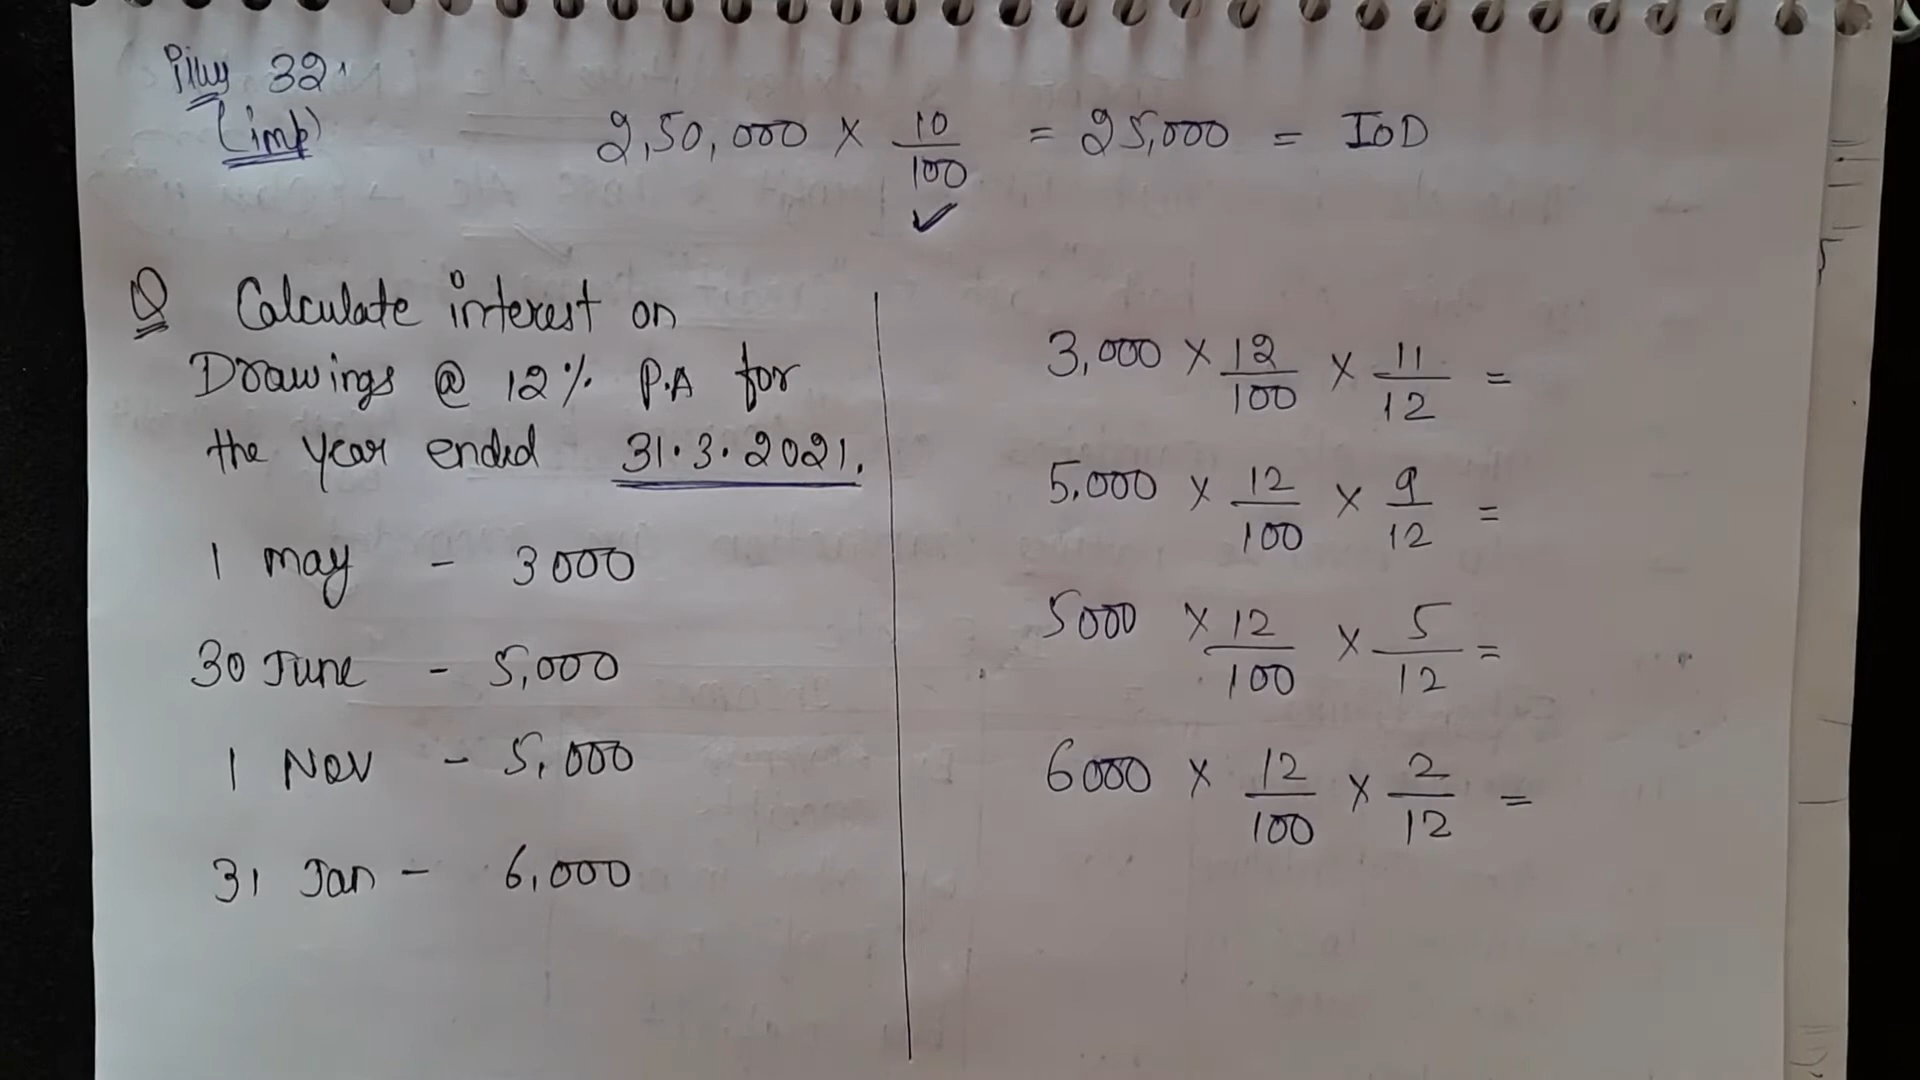 Illus 32.
(imp)
2,50,000 × 10/100 = 25,000 = IOD
✓
Q Calculate interest on
Drawings @ 12% P.A for
the year ended 31.3.2021.
1 may - 3000
30 June - 5,000
1 Nov - 5,000
31 Jan - 6,000
3,000 × 12/100 × 11/12 =
5,000 × 12/100 × 9/12 =
5000 × 12/100 × 5/12 =
6000 × 12/100 × 2/12 =